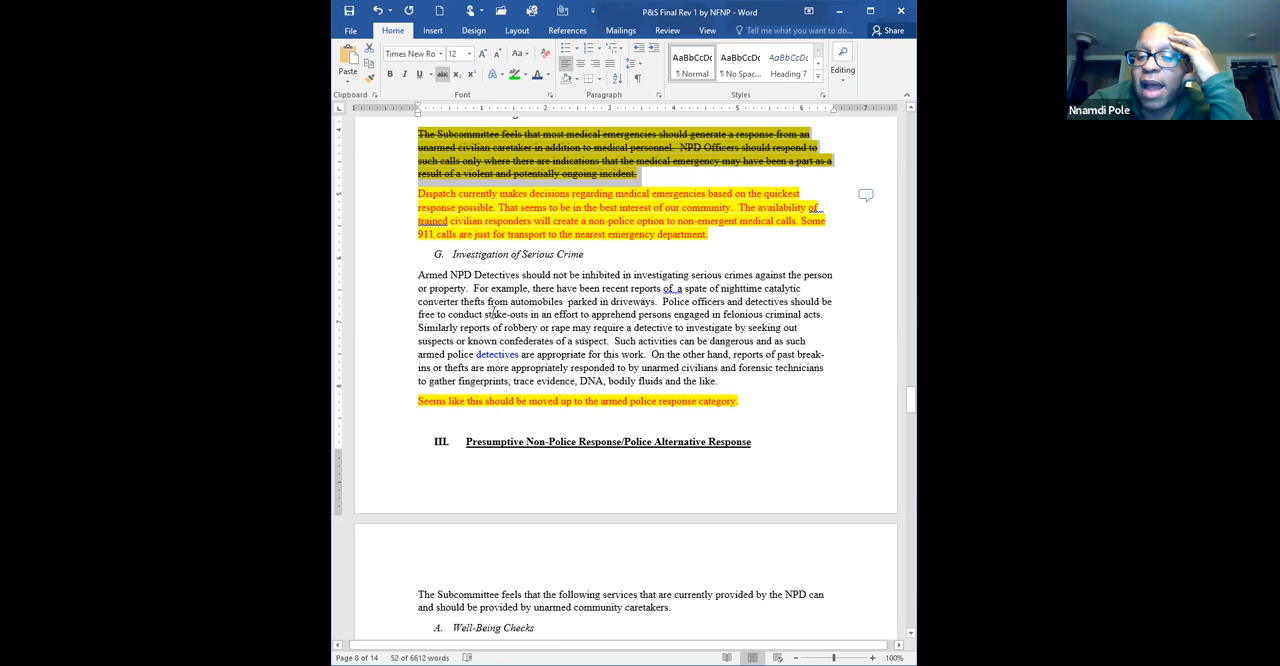 P&S Final Rev 1 by NFNP - Word
File Home Insert Design Layout References Mailings Review View Tell me what you want to do... Share
Times New Ro 12
Paste
Editing
AaBbCcDc AaBbCcDc AaBbCcDc
¶ Normal ¶ No Spac... Heading 7
Clipboard Font Paragraph Styles
The Subcommittee feels that most medical emergencies should generate a response from an
unarmed civilian caretaker in addition to medical personnel. NPD Officers should respond to
such calls only where there are indications that the medical emergency may have been a part as a
result of a violent and potentially ongoing incident.
Dispatch currently makes decisions regarding medical emergencies based on the quickest
response possible. That seems to be in the best interest of our community. The availability of
trained civilian responders will create a non-police option to non-emergent medical calls. Some
911 calls are just for transport to the nearest emergency department.
G. Investigation of Serious Crime
Armed NPD Detectives should not be inhibited in investigating serious crimes against the person
or property. For example, there have been recent reports of a spate of nighttime catalytic
converter thefts from automobiles parked in driveways. Police officers and detectives should be
free to conduct stake-outs in an effort to apprehend persons engaged in felonious criminal acts.
Similarly reports of robbery or rape may require a detective to investigate by seeking out
suspects or known confederates of a suspect. Such activities can be dangerous and as such
armed police detectives are appropriate for this work. On the other hand, reports of past break-
ins or thefts are more appropriately responded to by unarmed civilians and forensic technicians
to gather fingerprints, trace evidence, DNA, bodily fluids and the like.
Seems like this should be moved up to the armed police response category.
III. Presumptive Non-Police Response/Police Alternative Response
The Subcommittee feels that the following services that are currently provided by the NPD can
and should be provided by unarmed community caretakers.
A. Well-Being Checks
Page 8 of 14 52 of 6612 words 100%
Nnamdi Pole